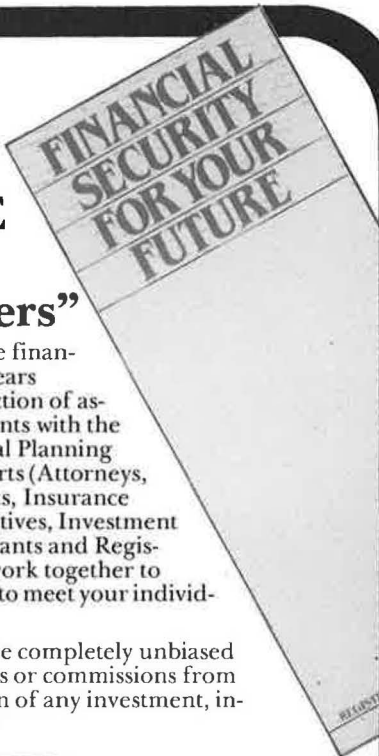 FINANCIAL
SECURITY
FOR YOUR
FUTURE
ers”
e finan-
ears
tion of as-
nts with the
al Planning
rts (Attorneys,
s, Insurance
tives, Investment
ants and Regis-
work together to
to meet your individ-
e completely unbiased
s or commissions from
n of any investment, in-